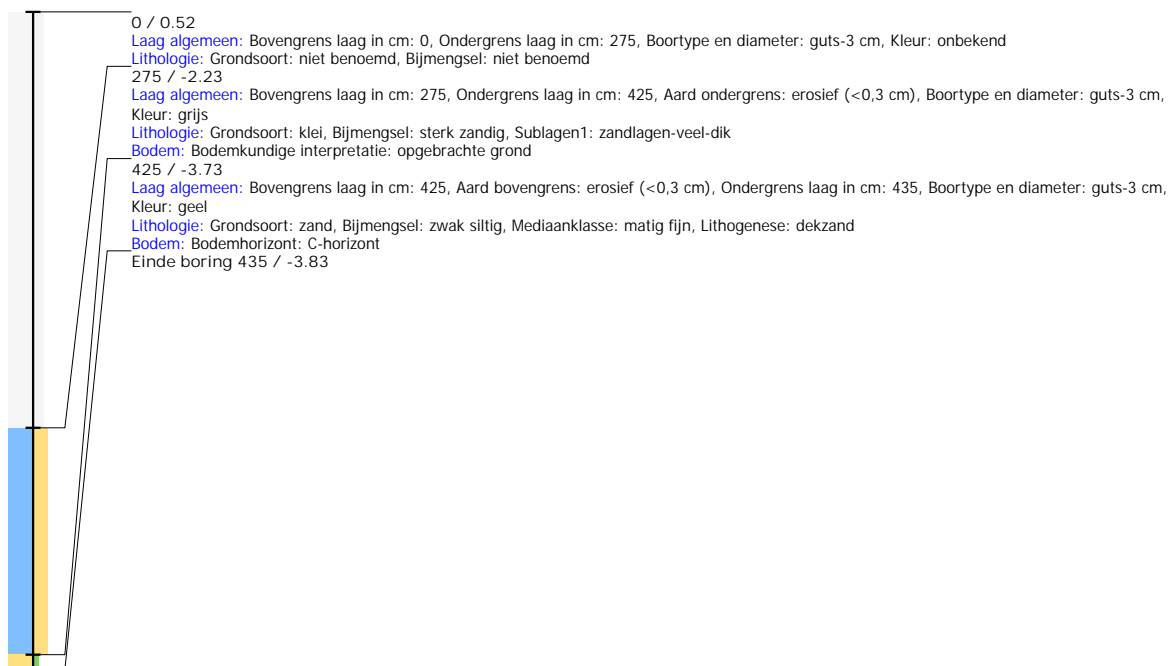 0 / 0.52
Laag algemeen: Bovengrens laag in cm: 0, Ondergrens laag in cm: 275, Boortype en diameter: guts-3 cm, Kleur: onbekend
Lithologie: Grondsoort: niet benoemd, Bijmengsel: niet benoemd
275 / -2.23
Laag algemeen: Bovengrens laag in cm: 275, Ondergrens laag in cm: 425, Aard ondergrens: erosief (<0,3 cm), Boortype en diameter: guts-3 cm,
Kleur: grijs
Lithologie: Grondsoort: klei, Bijmengsel: sterk zandig, Sublagen1: zandlagen-veel-dik
Bodem: Bodemkundige interpretatie: opgebrachte grond
425 / -3.73
Laag algemeen: Bovengrens laag in cm: 425, Aard bovengrens: erosief (<0,3 cm), Ondergrens laag in cm: 435, Boortype en diameter: guts-3 cm,
Kleur: geel
Lithologie: Grondsoort: zand, Bijmengsel: zwak siltig, Mediaanklasse: matig fijn, Lithogenese: dekzand
Bodem: Bodemhorizont: C-horizont
Einde boring 435 / -3.83